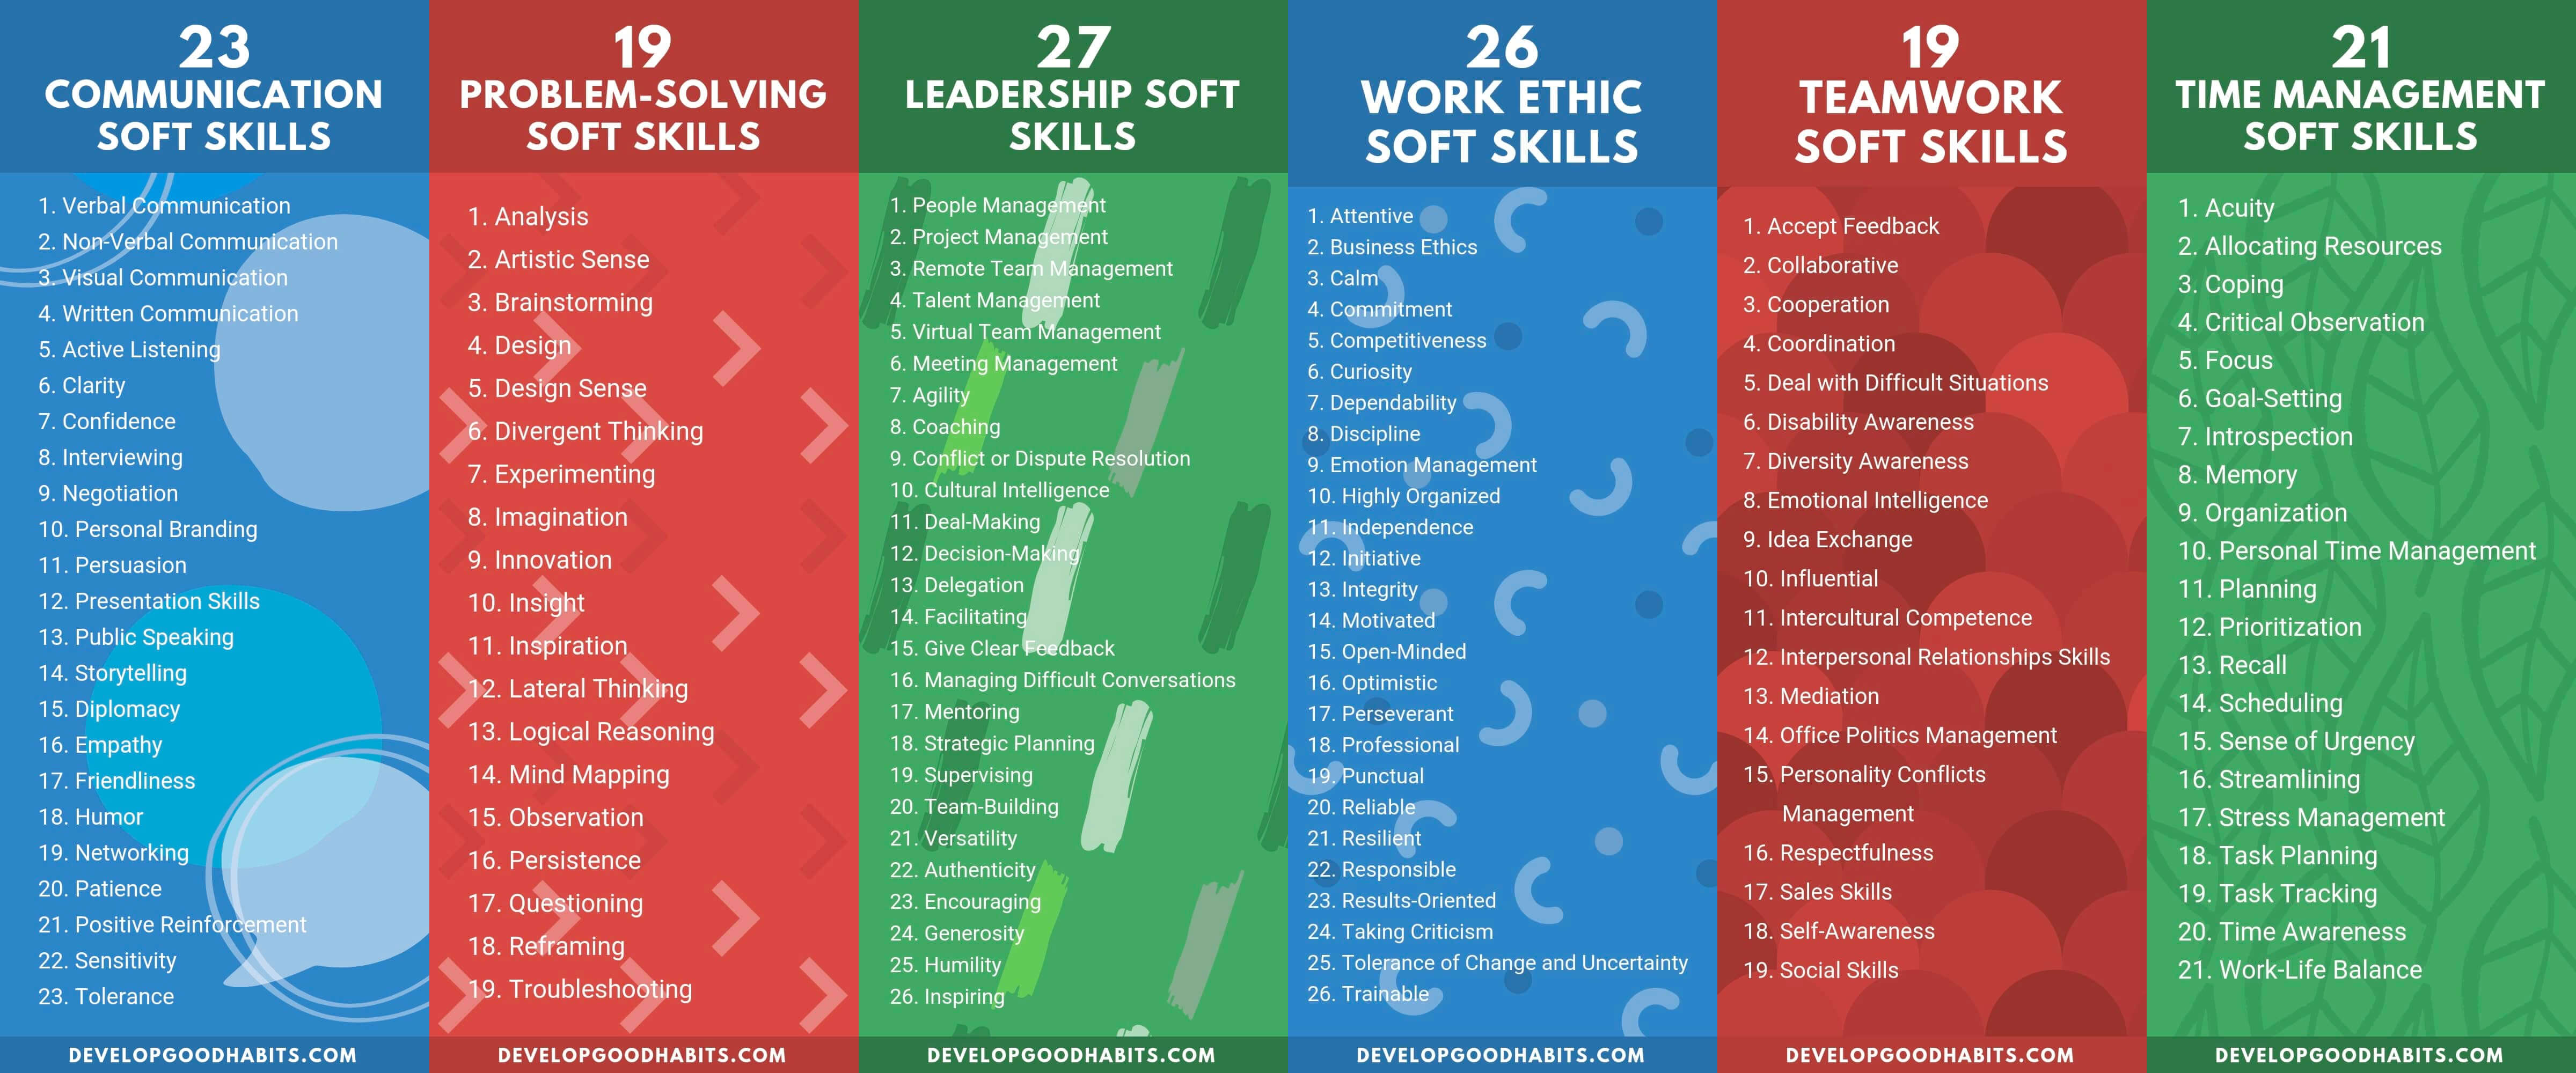 23
COMMUNICATION
SOFT SKILLS
1. Verbal Communication
2. Non-Verbal Communication
3. Visual Communication
4. Written Communication
5. Active Listening
6. Clarity
7. Confidence
8. Interviewing
9. Negotiation
10. Personal Branding
11. Persuasion
12. Presentation Skills
13. Public Speaking
14. Storytelling
15. Diplomacy
16. Empathy
17. Friendliness
18. Humor
19. Networking
20. Patience
21. Positive Reinforcement
22. Sensitivity
23. Tolerance
DEVELOPGOODHABITS.COM
19
PROBLEM-SOLVING
SOFT SKILLS
1. Analysis
2. Artistic Sense
3. Brainstorming
4. Design
5. Design Sense
6. Divergent Thinking
7. Experimenting
8. Imagination
9. Innovation
10. Insight
11. Inspiration
12. Lateral Thinking
13. Logical Reasoning
14. Mind Mapping
15. Observation
16. Persistence
17. Questioning
18. Reframing
19. Troubleshooting
DEVELOPGOODHABITS.COM
27
LEADERSHIP SOFT
SKILLS
1. People Management
2. Project Management
3. Remote Team Management
4. Talent Management
5. Virtual Team Management
6. Meeting Management
7. Agility
8. Coaching
9. Conflict or Dispute Resolution
10. Cultural Intelligence
11. Deal-Making
12. Decision-Making
13. Delegation
14. Facilitating
15. Give Clear Feedback
16. Managing Difficult Conversations
17. Mentoring
18. Strategic Planning
19. Supervising
20. Team-Building
21. Versatility
22. Authenticity
23. Encouraging
24. Generosity
25. Humility
26. Inspiring
DEVELOPGOODHABITS.COM
26
WORK ETHIC
SOFT SKILLS
1. Attentive
2. Business Ethics
3. Calm
4. Commitment
5. Competitiveness
6. Curiosity
7. Dependability
8. Discipline
9. Emotion Management
10. Highly Organized
11. Independence
12. Initiative
13. Integrity
14. Motivated
15. Open-Minded
16. Optimistic
17. Perseverant
18. Professional
19. Punctual
20. Reliable
21. Resilient
22. Responsible
23. Results-Oriented
24. Taking Criticism
25. Tolerance of Change and Uncertainty
26. Trainable
DEVELOPGOODHABITS.COM
19
TEAMWORK
SOFT SKILLS
1. Accept Feedback
2. Collaborative
3. Cooperation
4. Coordination
5. Deal with Difficult Situations
6. Disability Awareness
7. Diversity Awareness
8. Emotional Intelligence
9. Idea Exchange
10. Influential
11. Intercultural Competence
12. Interpersonal Relationships Skills
13. Mediation
14. Office Politics Management
15. Personality Conflicts
Management
16. Respectfulness
17. Sales Skills
18. Self-Awareness
19. Social Skills
DEVELOPGOODHABITS.COM
21
TIME MANAGEMENT
SOFT SKILLS
1. Acuity
2. Allocating Resources
3. Coping
4. Critical Observation
5. Focus
6. Goal-Setting
7. Introspection
8. Memory
9. Organization
10. Personal Time Management
11. Planning
12. Prioritization
13. Recall
14. Scheduling
15. Sense of Urgency
16. Streamlining
17. Stress Management
18. Task Planning
19. Task Tracking
20. Time Awareness
21. Work-Life Balance
DEVELOPGOODHABITS.COM